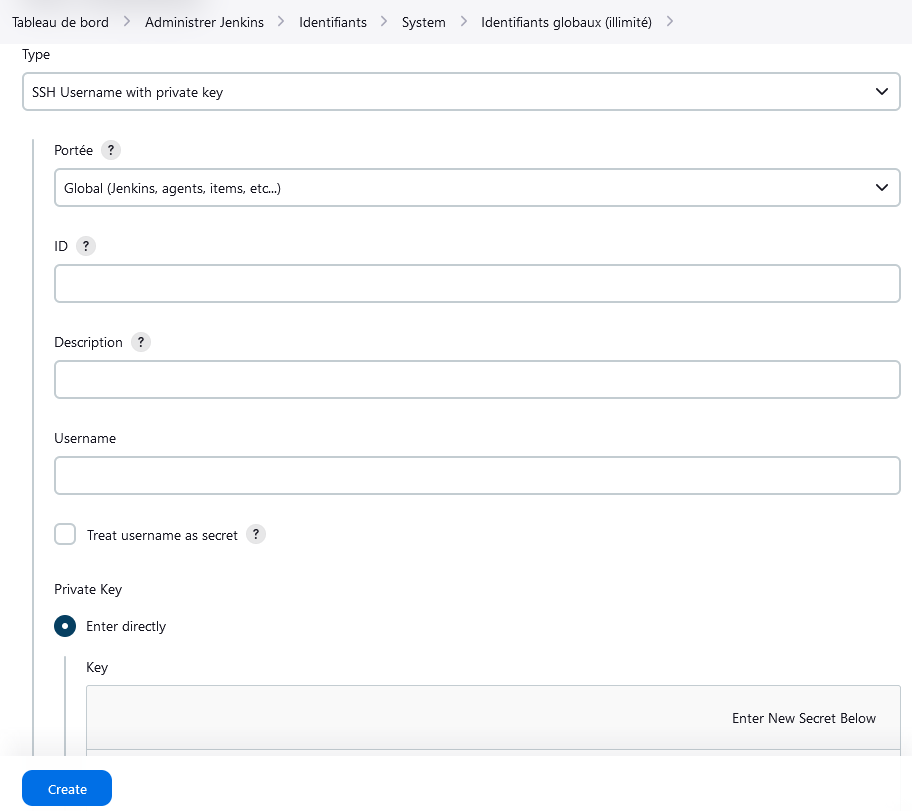 Tableau de bord > Administrer Jenkins > Identifiants > System > Identifiants globaux (illimité) >
Type
SSH Username with private key
Portée ?
Global (Jenkins, agents, items, etc...)
ID ?
Description ?
Username
Treat username as secret ?
Private Key
Enter directly
Key
Enter New Secret Below
Create